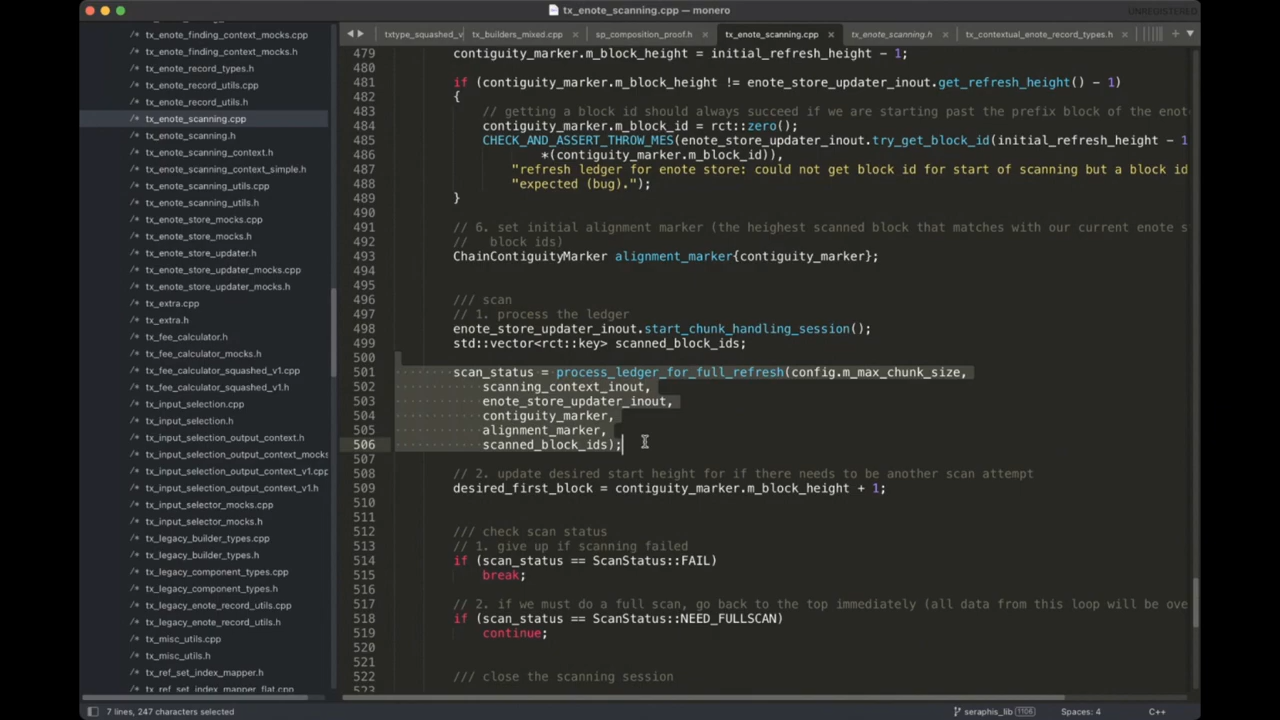 tx_enote_scanning.cpp — monero
UNREGISTERED
txtype_squashed_v
tx_builders_mixed.cpp
sp_composition_proof.h
tx_enote_scanning.cpp
tx_enote_scanning.h
tx_contextual_enote_record_types.h
/* tx_enote_finding_context_mocks.cpp
/* tx_enote_finding_context_mocks.h
/* tx_enote_record_types.h
/* tx_enote_record_utils.cpp
/* tx_enote_record_utils.h
/* tx_enote_scanning.cpp
/* tx_enote_scanning.h
/* tx_enote_scanning_context.h
/* tx_enote_scanning_context_simple.h
/* tx_enote_scanning_utils.cpp
/* tx_enote_scanning_utils.h
/* tx_enote_store_mocks.cpp
/* tx_enote_store_mocks.h
/* tx_enote_store_updater.h
/* tx_enote_store_updater_mocks.cpp
/* tx_enote_store_updater_mocks.h
/* tx_extra.cpp
/* tx_extra.h
/* tx_fee_calculator.h
/* tx_fee_calculator_mocks.h
/* tx_fee_calculator_squashed_v1.cpp
/* tx_fee_calculator_squashed_v1.h
/* tx_input_selection.cpp
/* tx_input_selection.h
/* tx_input_selection_output_context.h
/* tx_input_selection_output_context_mocks
/* tx_input_selection_output_context_v1.cpp
/* tx_input_selection_output_context_v1.h
/* tx_input_selector_mocks.cpp
/* tx_input_selector_mocks.h
/* tx_legacy_builder_types.cpp
/* tx_legacy_builder_types.h
/* tx_legacy_component_types.cpp
/* tx_legacy_component_types.h
/* tx_legacy_enote_record_utils.cpp
/* tx_legacy_enote_record_utils.h
/* tx_misc_utils.cpp
/* tx_misc_utils.h
/* tx_ref_set_index_mapper.h
/* tx_ref_set_index_mapper_flat.cpp
479 contiguity_marker.m_block_height = initial_refresh_height - 1;
480
481 if (contiguity_marker.m_block_height != enote_store_updater_inout.get_refresh_height() - 1)
482 {
483 // getting a block id should always succeed if we are starting past the prefix block of the enot
484 contiguity_marker.m_block_id = rct::zero();
485 CHECK_AND_ASSERT_THROW_MES(enote_store_updater_inout.try_get_block_id(initial_refresh_height - 1
486 *(contiguity_marker.m_block_id)),
487 "refresh ledger for enote store: could not get block id for start of scanning but a block id
488 "expected (bug).");
489 }
490
491 // 6. set initial alignment marker (the heighest scanned block that matches with our current enote s
492 // block ids)
493 ChainContiguityMarker alignment_marker{contiguity_marker};
494
495
496 /// scan
497 // 1. process the ledger
498 enote_store_updater_inout.start_chunk_handling_session();
499 std::vector<rct::key> scanned_block_ids;
500
501 scan_status = process_ledger_for_full_refresh(config.m_max_chunk_size,
502 scanning_context_inout,
503 enote_store_updater_inout,
504 contiguity_marker,
505 alignment_marker,
506 scanned_block_ids);
507
508 // 2. update desired start height for if there needs to be another scan attempt
509 desired_first_block = contiguity_marker.m_block_height + 1;
510
511
512 /// check scan status
513 // 1. give up if scanning failed
514 if (scan_status == ScanStatus::FAIL)
515 break;
516
517 // 2. if we must do a full scan, go back to the top immediately (all data from this loop will be ove
518 if (scan_status == ScanStatus::NEED_FULLSCAN)
519 continue;
520
521
522 /// close the scanning session
523
7 lines, 247 characters selected
seraphis_lib 1106
Spaces: 4
C++